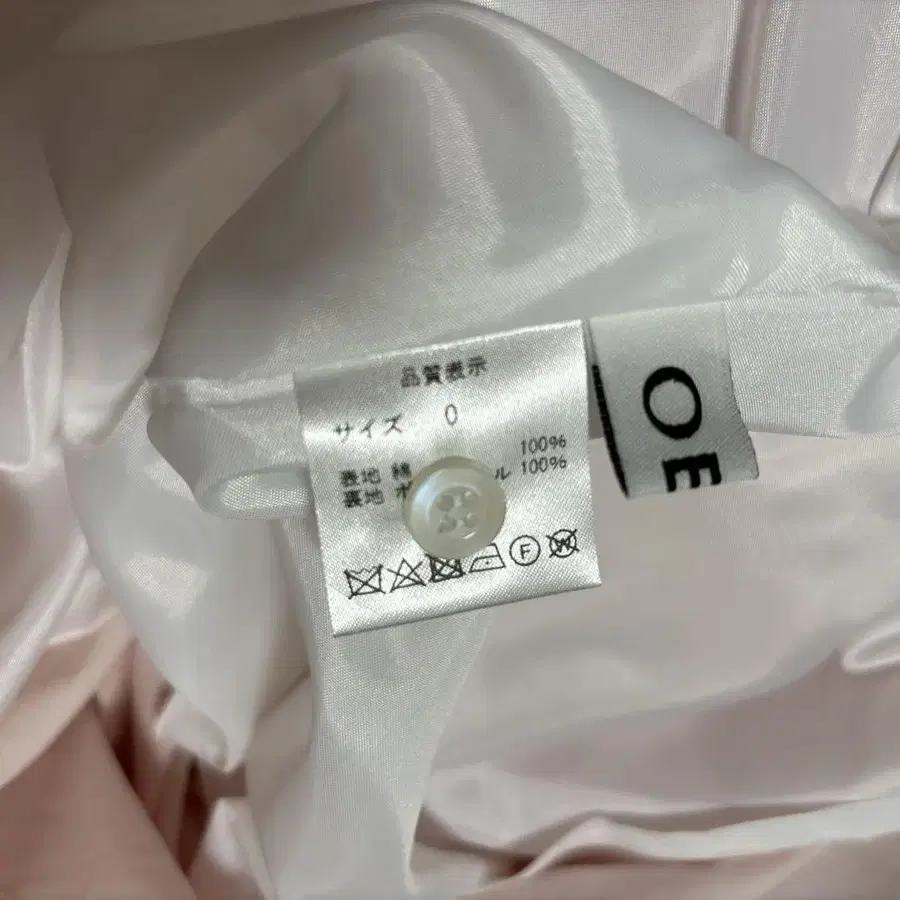 品質表示
サイズ 0
表地 綿 100%
裏地 ポ ル 100%
F
W
OE